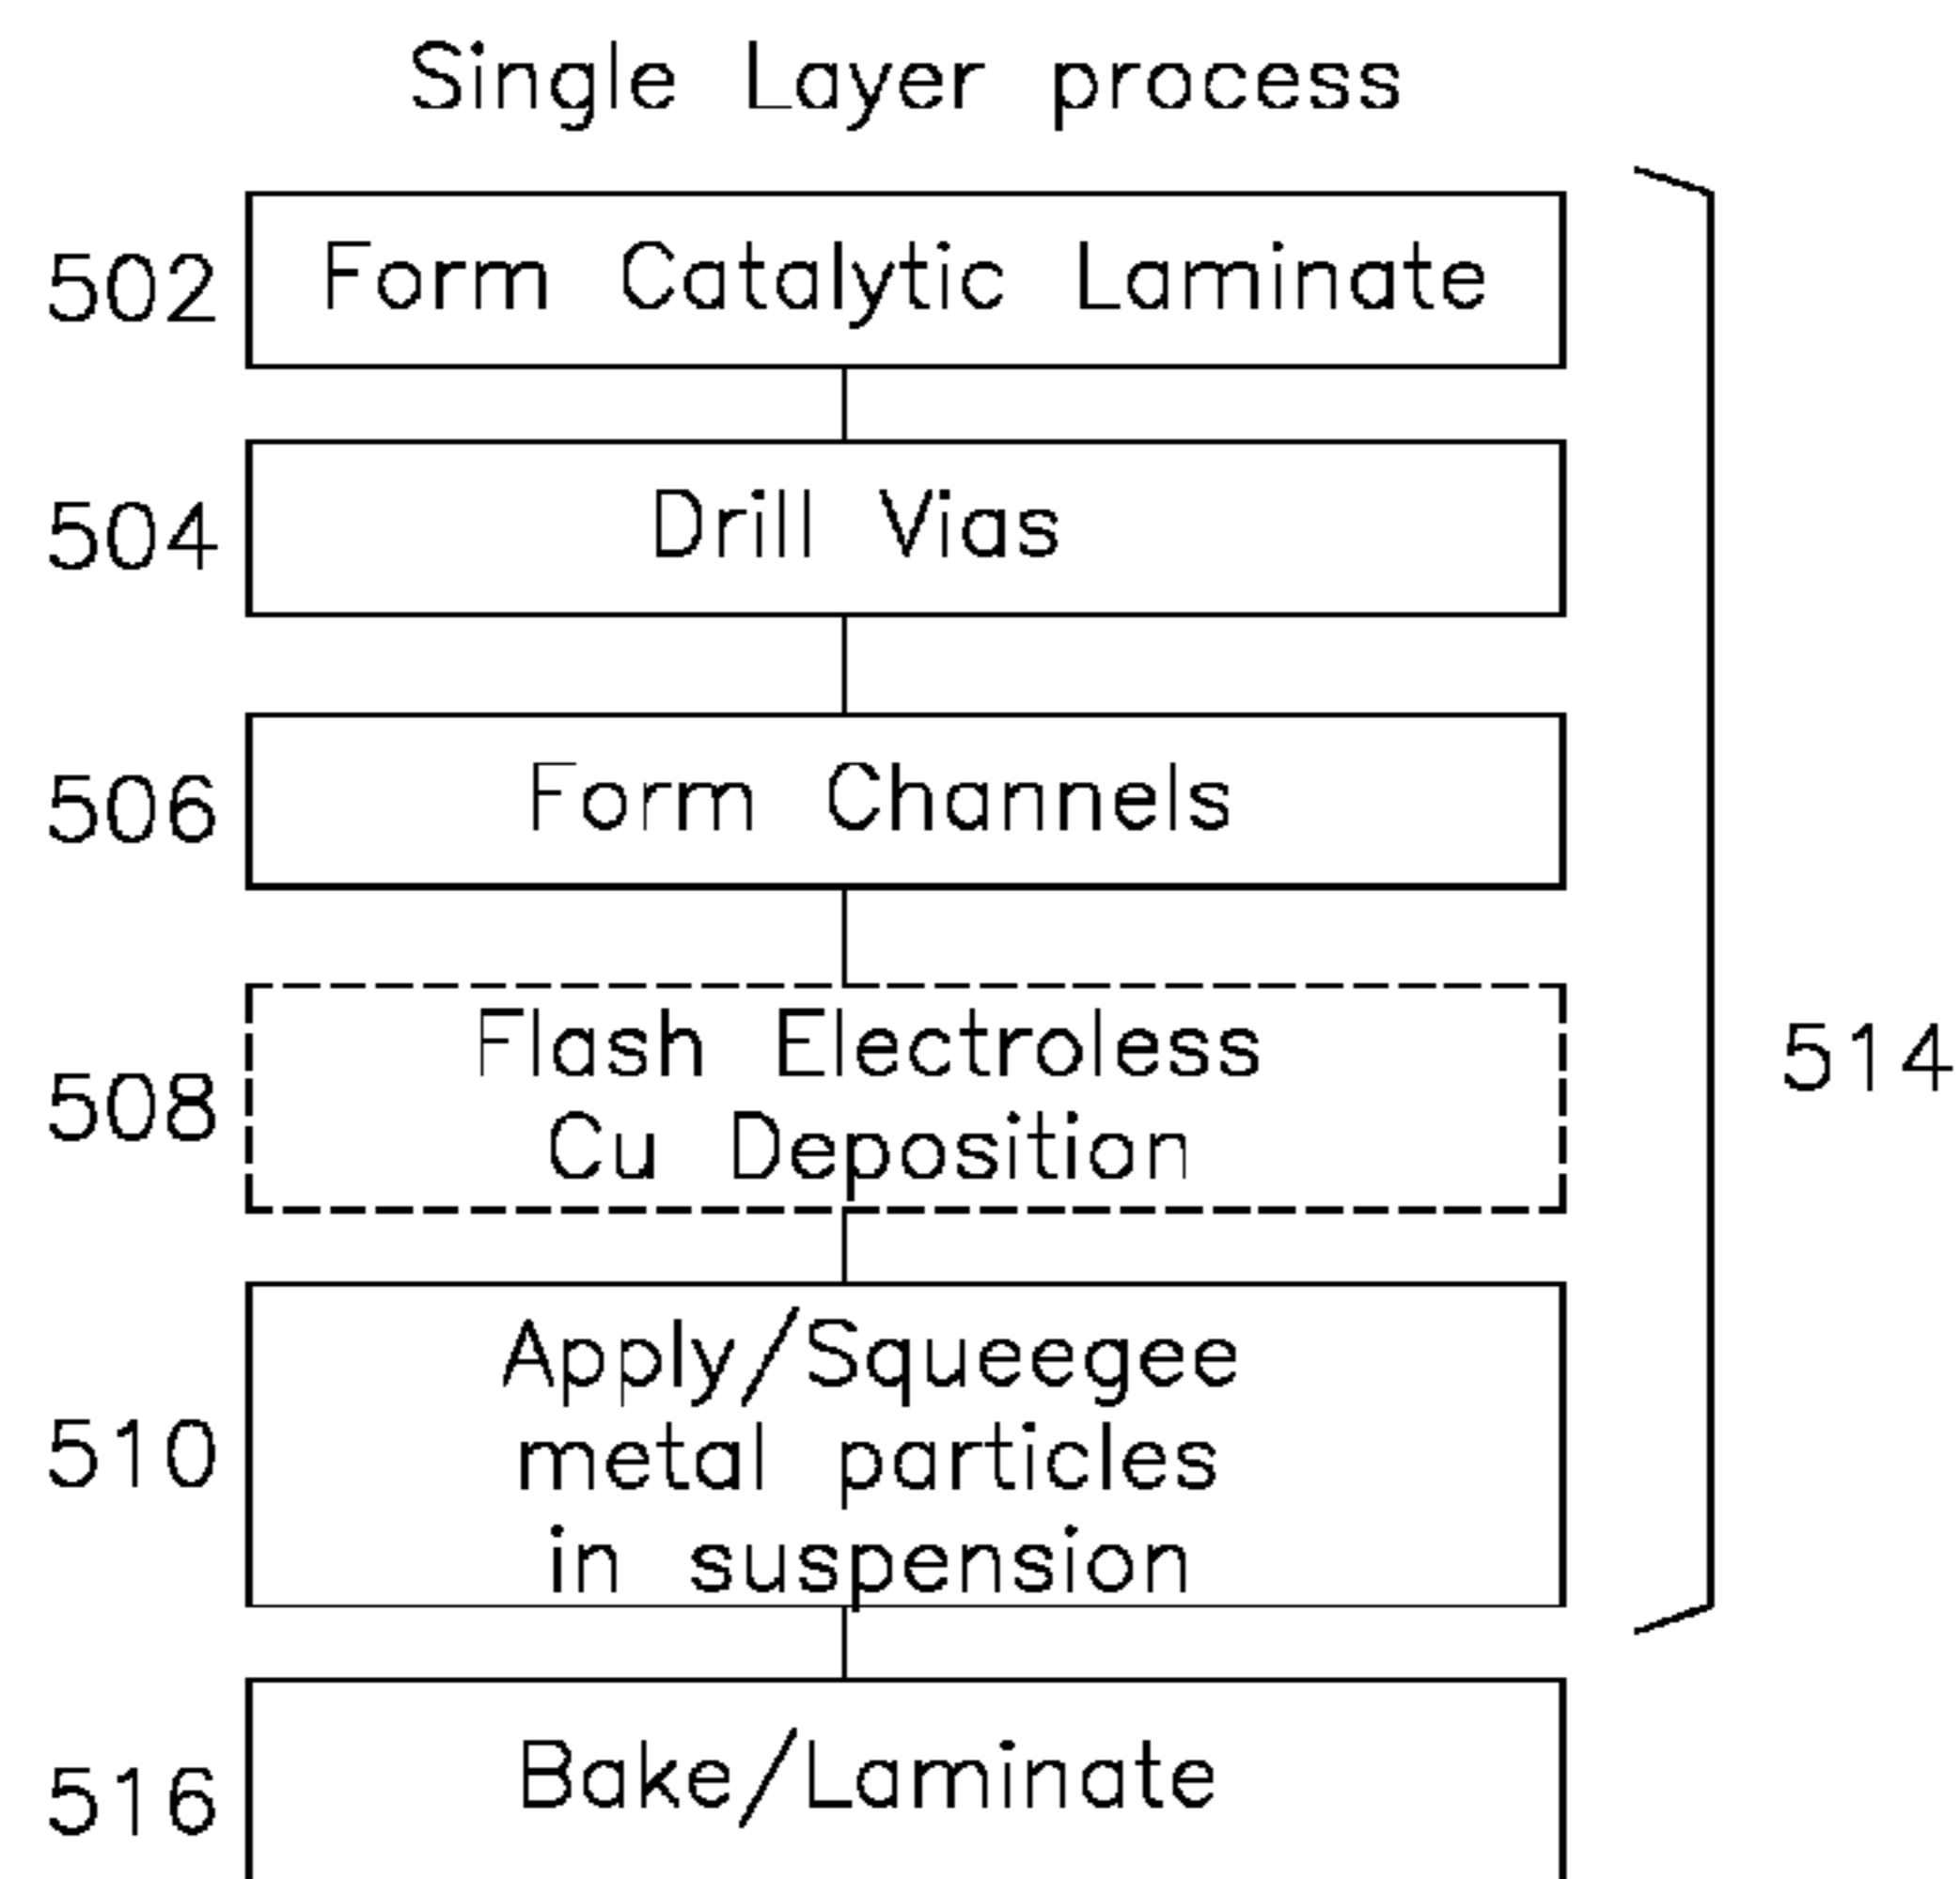 Single Layer process
502
Form Catalytic Laminate
504
Drill Vias
506
Form Channels
508
Flash Electroless
Cu Deposition
514
510
Apply/Squeegee
metal particles
in suspension
516
Bake/Laminate